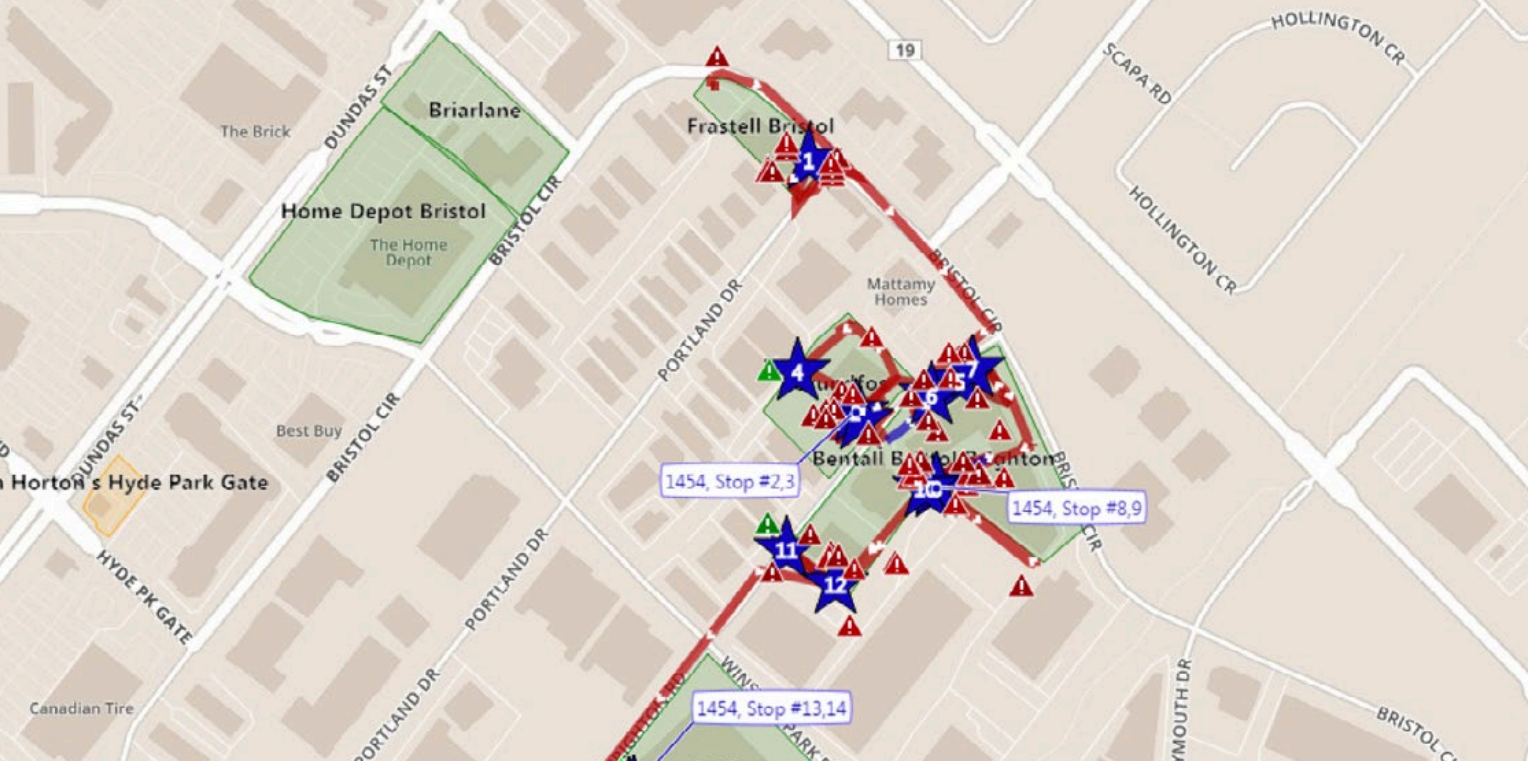 HOLLINGTON CR
19
SCAPA RD
DUNDAS ST
Briarlane
The Brick
Frastell Bristol
1
HOLLINGTON CR
Home Depot Bristol
BRISTOL CIR
The Home
Depot
BRISTOL CIR
Mattamy
Homes
PORTLAND DR
4
7
5
6
DUNDAS ST
Best Buy
BRISTOL CIR
Horton's Hyde Park Gate
1454, Stop #2,3
1454, Stop #8,9
10
11
12
CIR
HYDE PK GATE
PORTLAND DR
PORTLAND DR
Canadian Tire
1454, Stop #13,14
BRISTOL